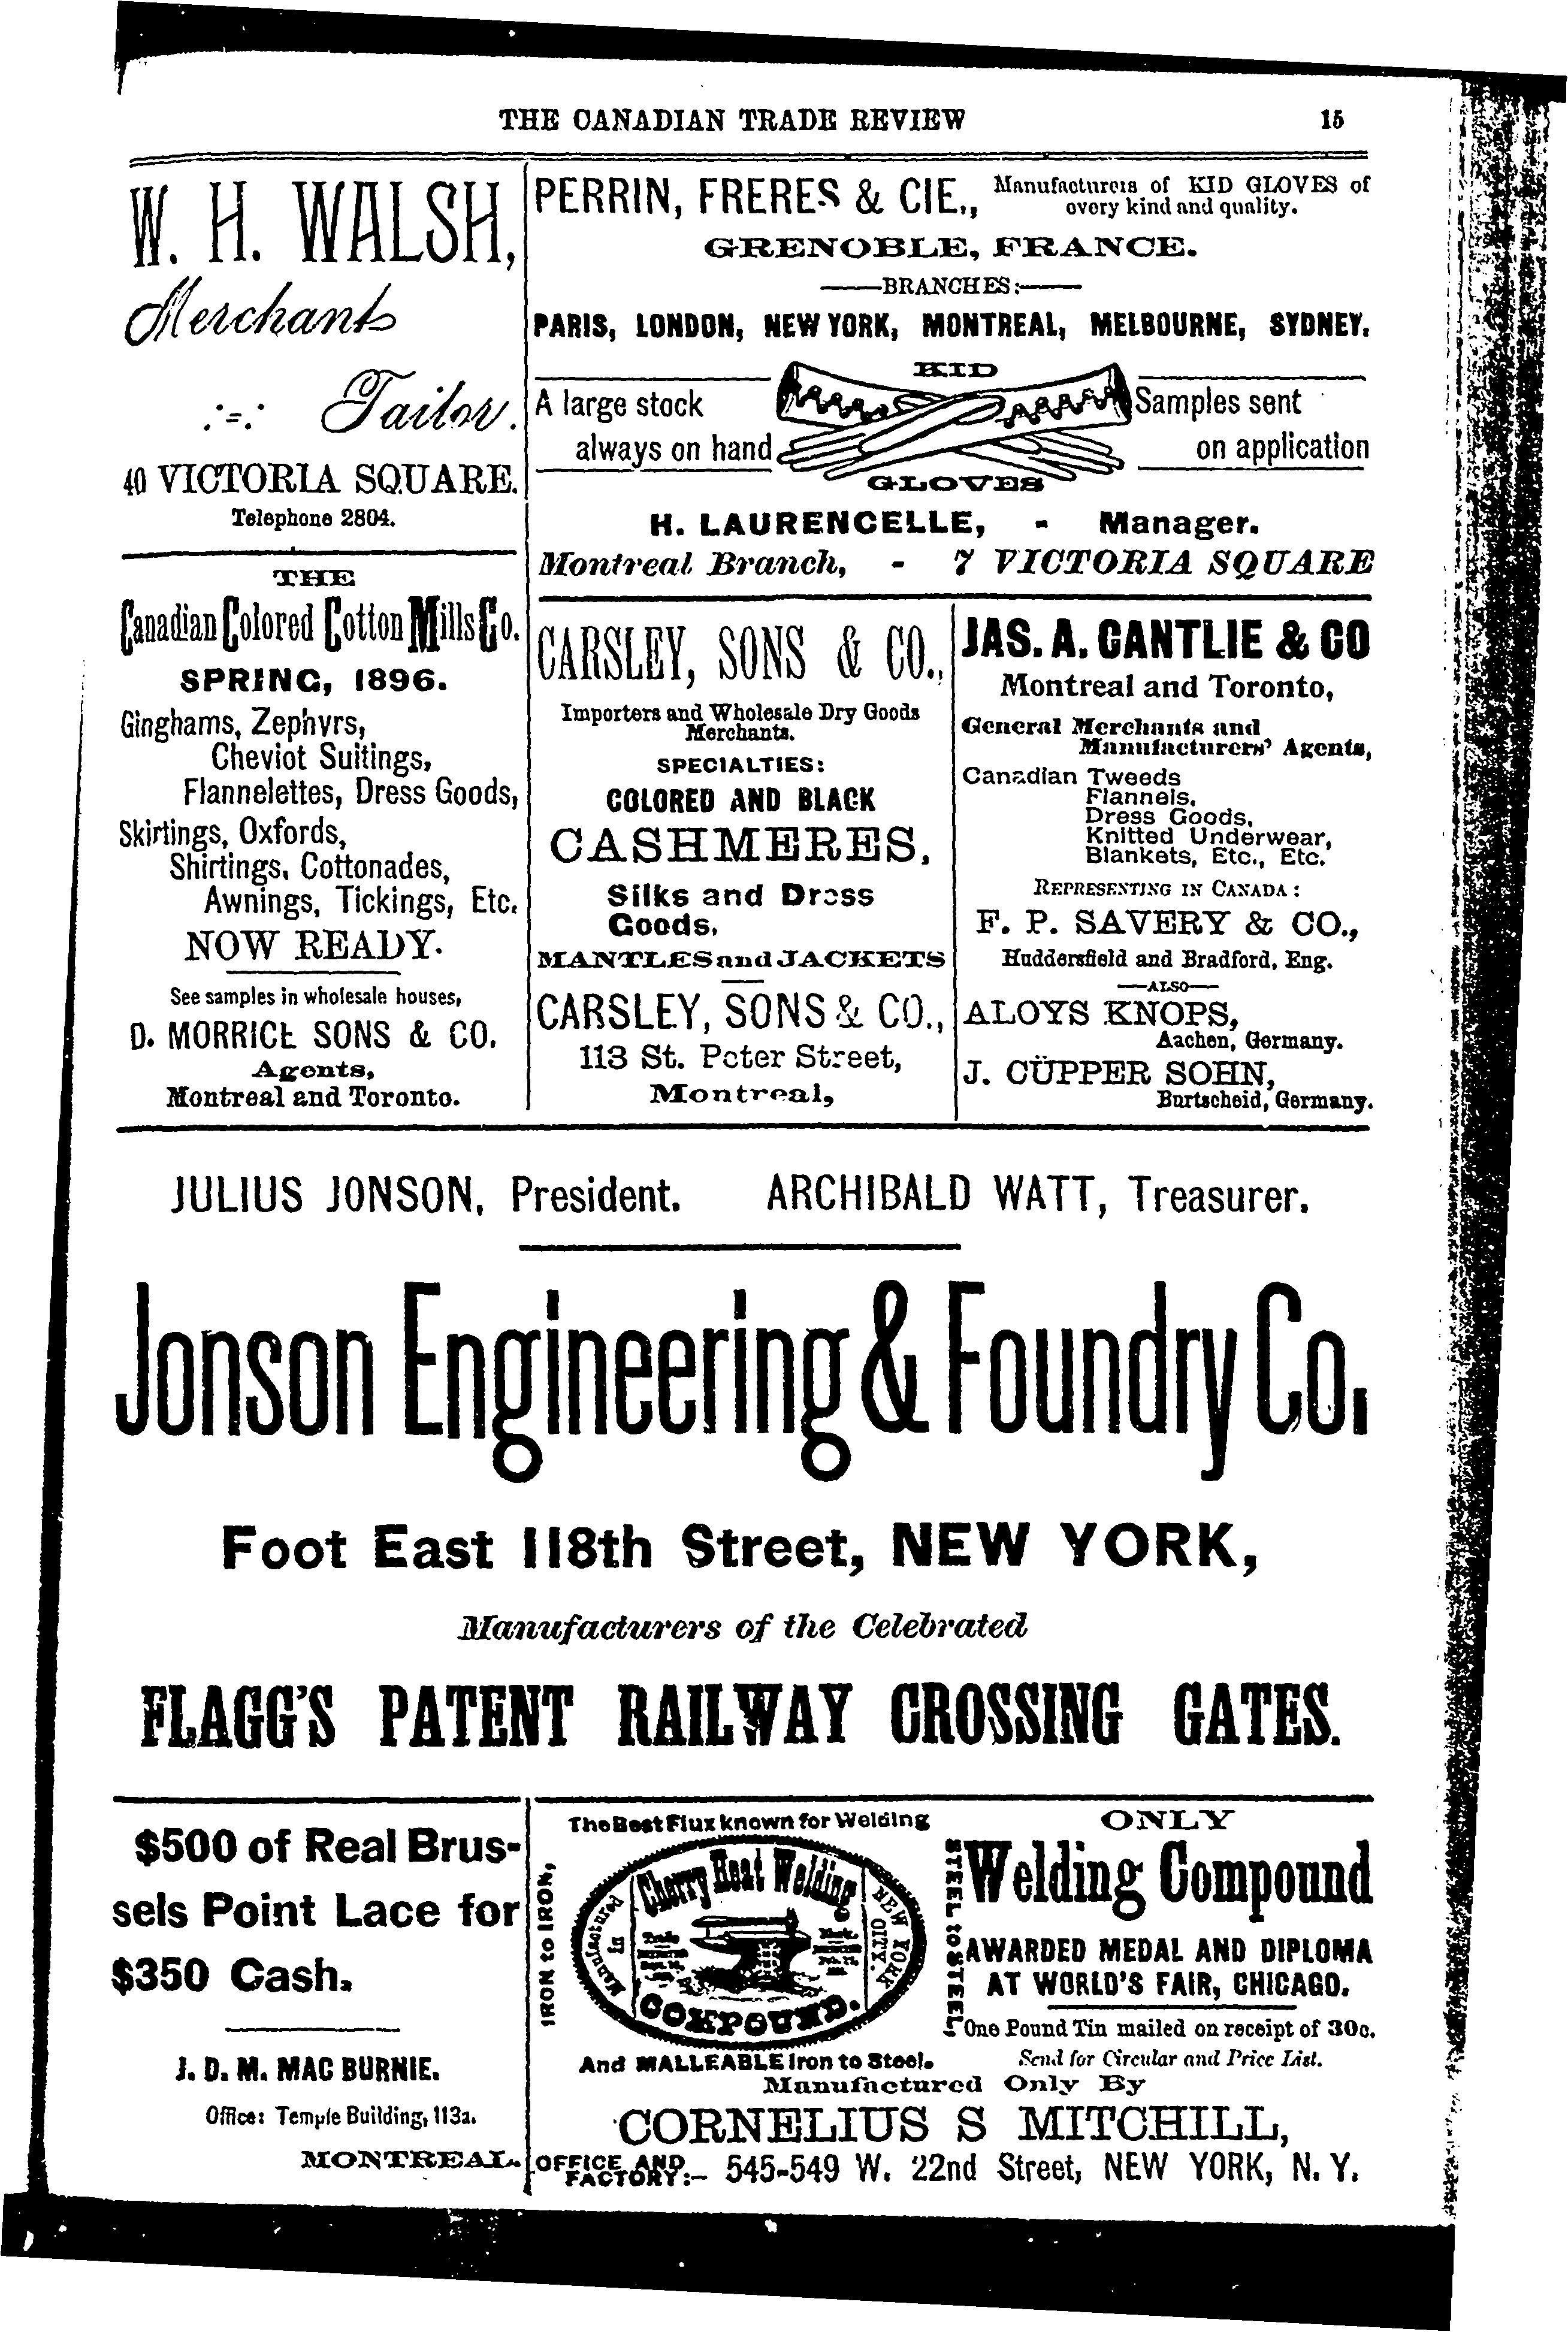 THE CANADIAN TRADE REVIEW 15
W. H. WALSH,
Merchant
Tailor.
40 VICTORIA SQUARE.
Telephone 2804.
PERRIN, FRERES & CIE., Manufacturers of KID GLOVES of
every kind and quality.
GRENOBLE, FRANCE.
BRANCHES:
PARIS, LONDON, NEW YORK, MONTREAL, MELBOURNE, SYDNEY.
KID
A large stock
always on hand
Samples sent
on application
GLOVES
H. LAURENCELLE, - Manager.
Montreal Branch, - 7 VICTORIA SQUARE
THE
Canadian Colored Cotton Mills Co.
SPRING, 1896.
Ginghams, Zephyrs,
Cheviot Suitings,
Flannelettes, Dress Goods,
Skirtings, Oxfords,
Shirtings, Cottonades,
Awnings, Tickings, Etc.
NOW READY.
See samples in wholesale houses,
D. MORRICE SONS & CO.
Agents,
Montreal and Toronto.
CARSLEY, SONS & CO.,
Importers and Wholesale Dry Goods
Merchants.
SPECIALTIES:
COLORED AND BLACK
CASHMERES,
Silks and Dress
Goods,
MANTLES and JACKETS
CARSLEY, SONS & CO.,
113 St. Peter Street,
Montreal,
JAS. A. CANTLIE & CO
Montreal and Toronto,
General Merchants and
Manufacturers' Agents,
Canadian Tweeds
Flannels,
Dress Goods,
Knitted Underwear,
Blankets, Etc., Etc.
REPRESENTING IN CANADA:
F. P. SAVERY & CO.,
Huddersfield and Bradford, Eng.
—ALSO—
ALOYS KNOPS,
Aachen, Germany.
J. CÜPPER SOHN,
Burtscheid, Germany.
JULIUS JONSON, President. ARCHIBALD WATT, Treasurer.
Jonson Engineering & Foundry Co.
Foot East 118th Street, NEW YORK,
Manufacturers of the Celebrated
FLAGG'S PATENT RAILWAY CROSSING GATES.
$500 of Real Brus-
sels Point Lace for
$350 Cash.
J. D. M. MAC BURNIE.
Office: Temple Building, 113a.
MONTREAL.
The Best Flux known for Welding
IRON to IRON,
Cherry Heat Welding
Manufactured in
NEW YORK CITY.
Trade
Mark
COMPOUND.
STEEL to STEEL
And MALLEABLE Iron to Steel.
ONLY
Welding Compound
AWARDED MEDAL AND DIPLOMA
AT WORLD'S FAIR, CHICAGO.
One Pound Tin mailed on receipt of 30c.
Send for Circular and Price List.
Manufactured Only By
CORNELIUS S MITCHILL,
OFFICE AND FACTORY:- 545-549 W. 22nd Street, NEW YORK, N. Y.